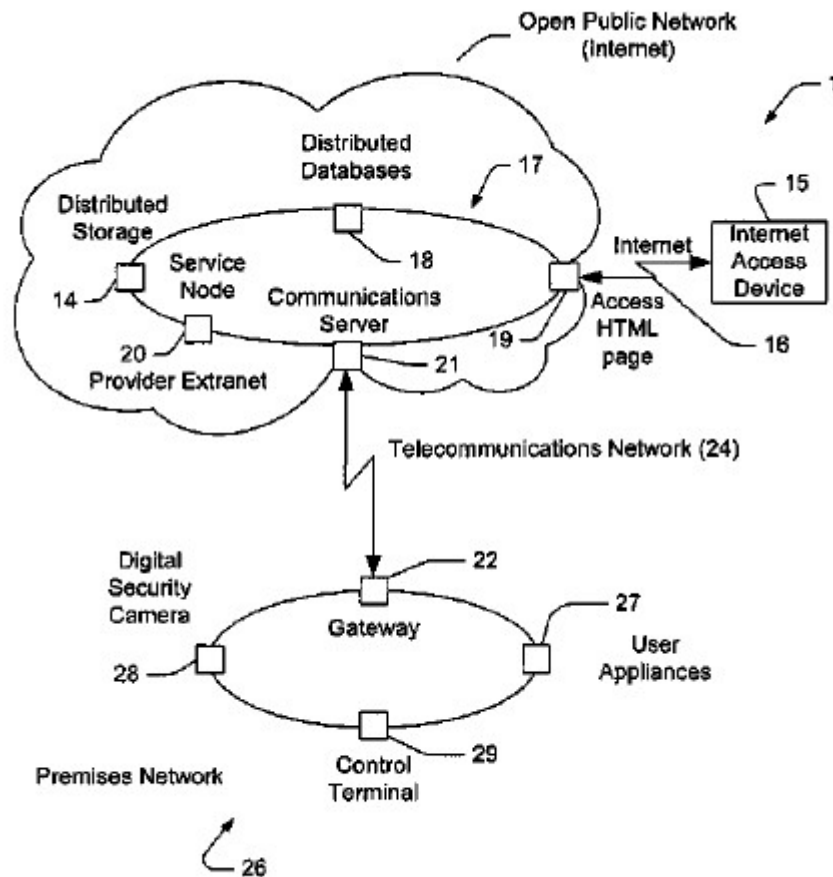 Open Public Network
(Internet)
1
Distributed
Databases
17
15
Distributed
Storage
Internet
Internet
Access
Device
18
Service
Node
14
Communications
Server
Access
HTML
page
19
16
20
21
Provider Extranet
Telecommunications Network (24)
Digital
Security
Camera
22
27
Gateway
User
Appliances
28
29
Control
Terminal
Premises Network
26